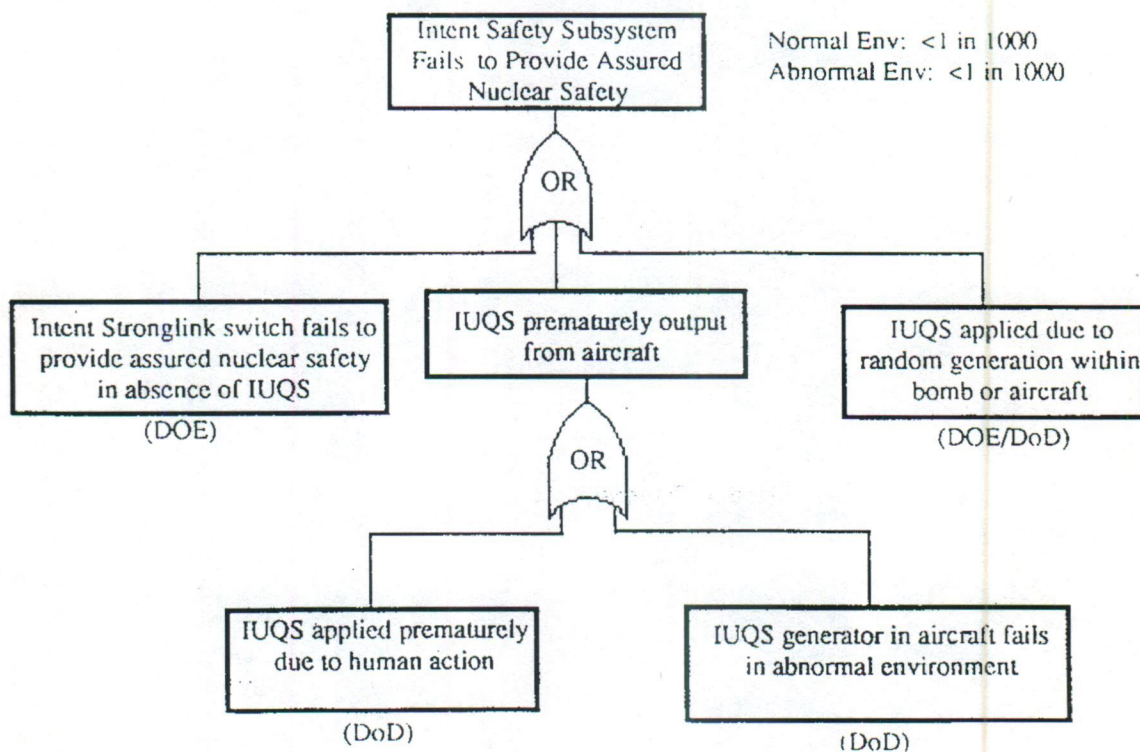 Intent Safety Subsystem
Fails to Provide Assured
Nuclear Safety
Normal Env: <1 in 1000
Abnormal Env: <1 in 1000
OR
Intent Stronglink switch fails to
provide assured nuclear safety
in absence of IUQS
(DOE)
IUQS prematurely output
from aircraft
IUQS applied due to
random generation within
bomb or aircraft
(DOE/DoD)
OR
IUQS applied prematurely
due to human action
(DoD)
IUQS generator in aircraft fails
in abnormal environment
(DoD)